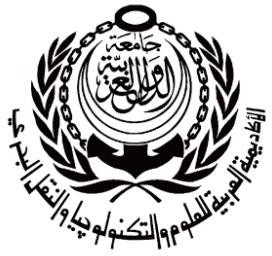 جامعة
الدول العربية
الأكاديمية العربية للعلوم والتكنولوجيا والنقل البحري